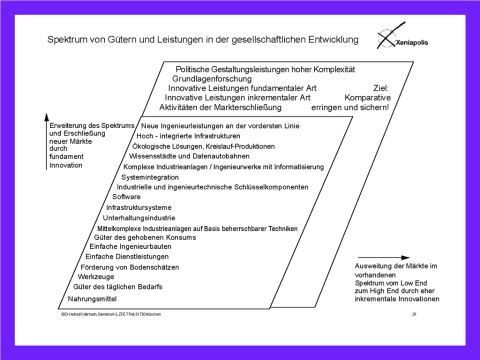 Spektrum von Gütern und Leistungen in der gesellschaftlichen Entwicklung
Xeniapolis
Politische Gestaltungsleistungen hoher Komplexität
Grundlagenforschung
Innovative Leistungen fundamentaler Art
Ziel:
Innovative Leistungen inkrementaler Art
Komparative
Aktivitäten der Markterschließung
erringen und sichern!
Erweiterung des Spektrums
und Erschließung
neuer Märkte
durch
fundament
Innovation
Neue Ingenieurleistungen an der vordersten Linie
Hoch - integrierte Infrastrukturen
Ökologische Lösungen, Kreislauf-Produktionen
Wissenstädte und Datenautobahnen
Komplexe Industrieanlagen / Ingenieurwerke mit Informatisierung
Systemintegration
Industrielle und ingenieurtechnische Schlüsselkomponenten
Software
Infrastruktursysteme
Unterhaltungsindustrie
Mittelkomplexe Industrieanlagen auf Basis beherrschbarer Techniken
Güter des gehobenen Konsums
Einfache Ingenieurbauten
Einfache Dienstleistungen
Förderung von Bodenschätzen
Werkzeuge
Güter des täglichen Bedarfs
Nahrungsmittel
Ausweitung der Märkte im
vorhandenen
Spektrum vom Low End
zum High End durch eher
inkrementale Innovationen